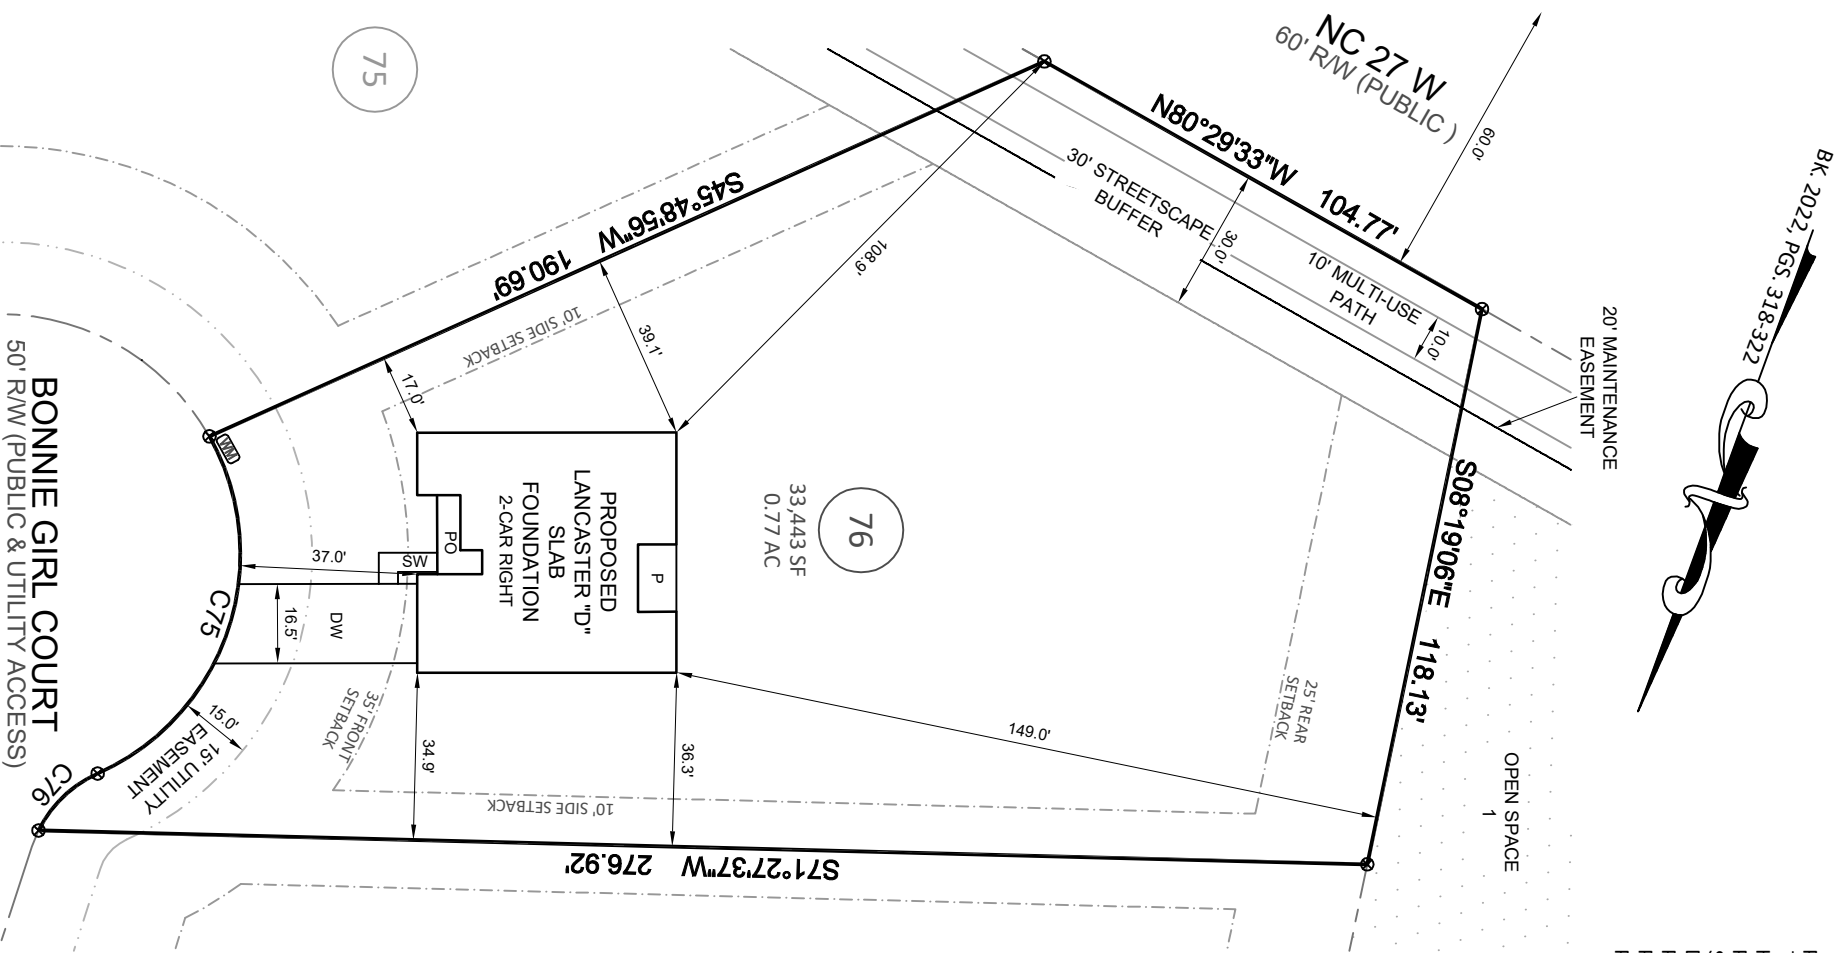 NC 27 W
60' R/W (PUBLIC )
60.0'
BK. 2022, PGS. 318-322
75
N80°29'33"W 104.77'
30' STREETSCAPE
BUFFER
30.0'
10' MULTI-USE
PATH
10.0'
20' MAINTENANCE
EASEMENT
S45°48'56"W 190.69'
108.9'
10' SIDE SETBACK
39.1'
17.0'
S08°19'06"E 118.13'
76
33,443 SF
0.77 AC
WM
PROPOSED
LANCASTER "D"
SLAB
FOUNDATION
2-CAR RIGHT
PO
SW
P
37.0'
16.5'
DW
C75
BONNIE GIRL COURT
50' R/W (PUBLIC & UTILITY ACCESS)
15.0'
15' UTILITY
EASEMENT
C76
35' FRONT
SETBACK
34.9'
36.3'
149.0'
25' REAR
SETBACK
10' SIDE SETBACK
OPEN SPACE
1
S71°27'37"W 276.92'